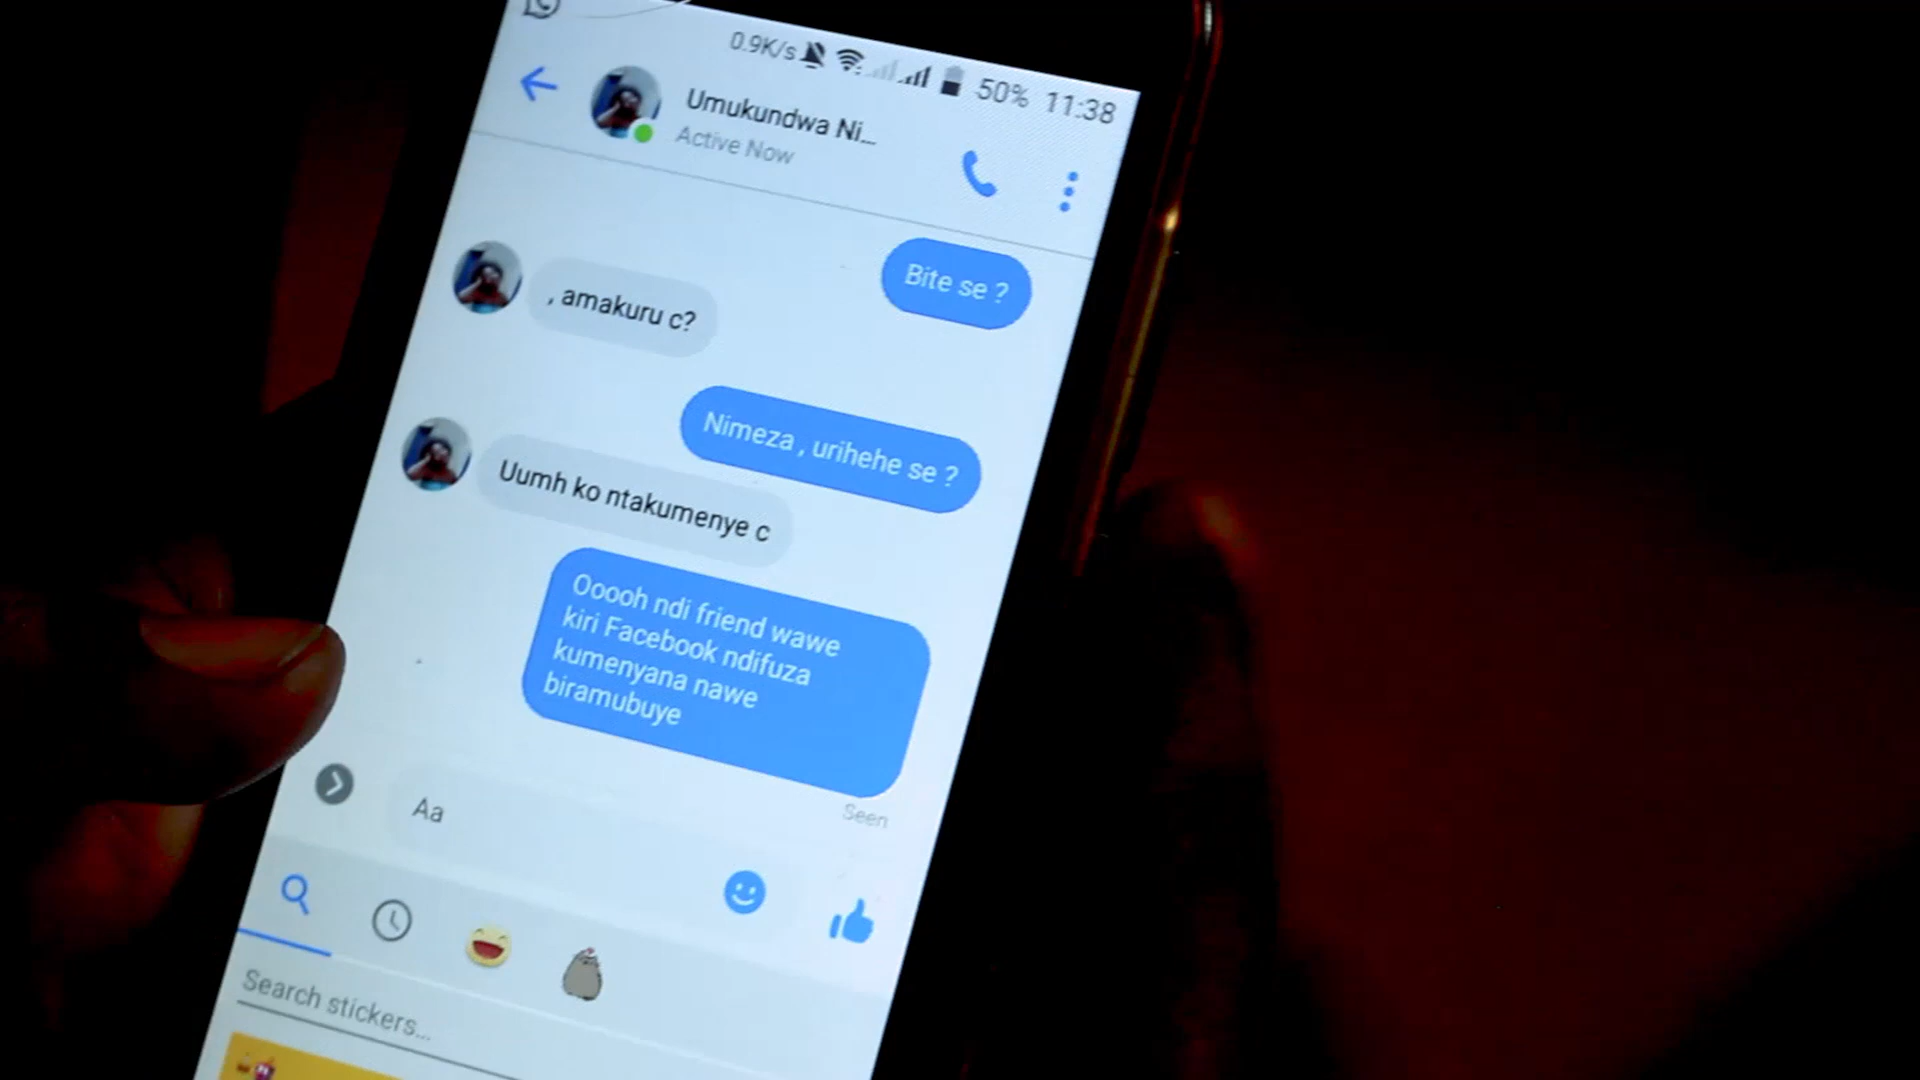 0.9K/s 50% 11:38
Umukundwa Ni...
Active Now
Bite se ?
, amakuru c?
Nimeza , urihehe se ?
Uumh ko ntakumenye c
Ooooh ndi friend wawe
kiri Facebook ndifuza
kumenyana nawe
biramubuye
Seen
Aa
Search stickers...